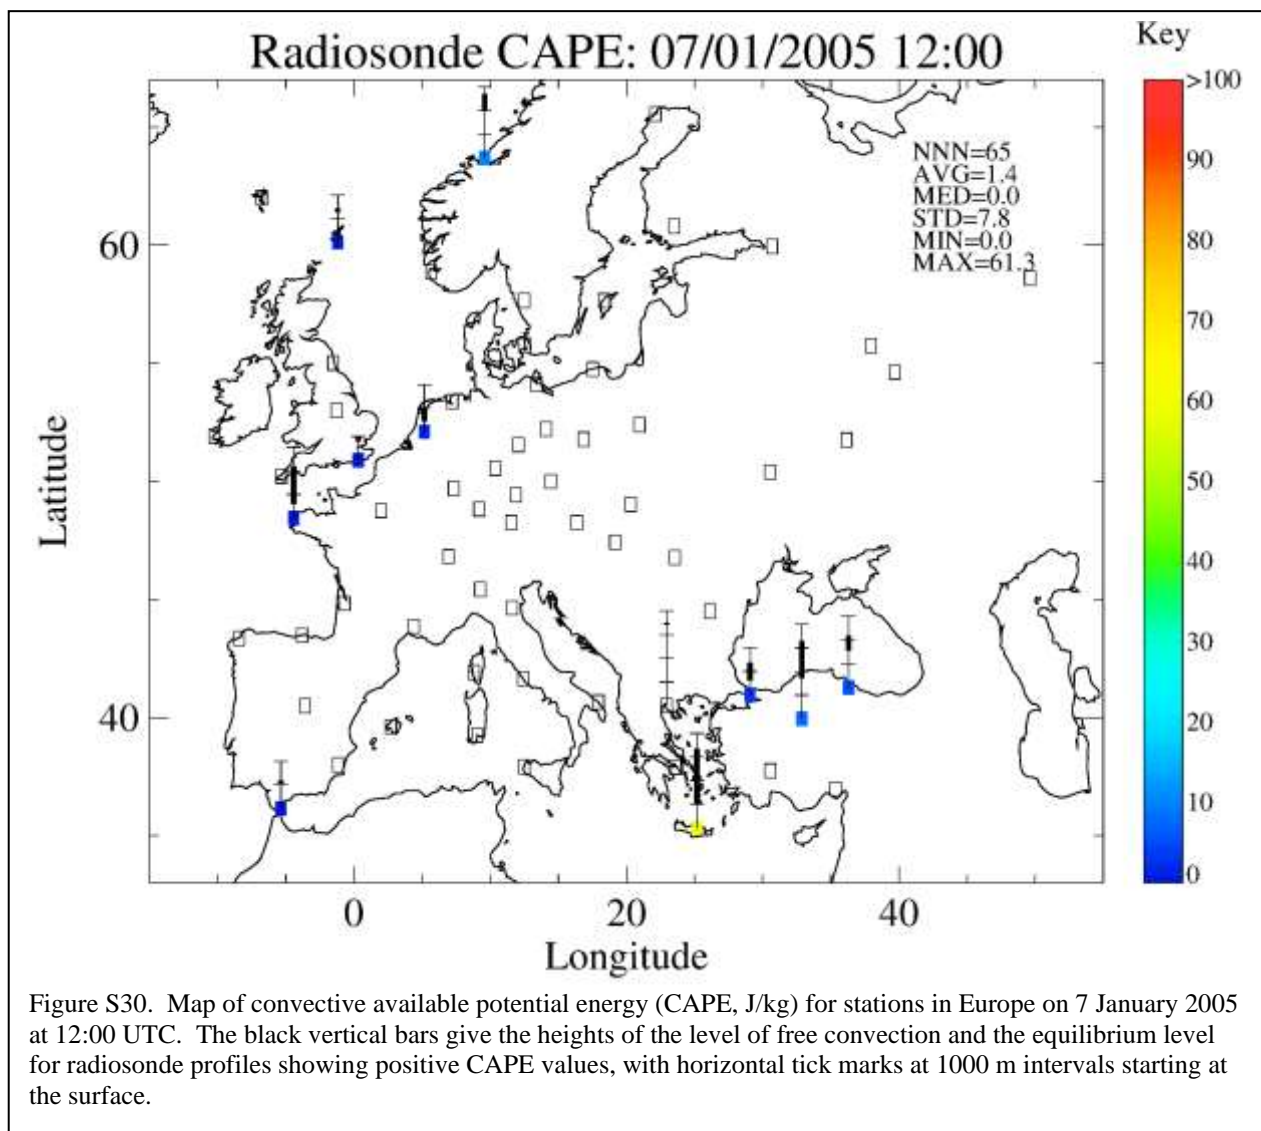 Radiosonde CAPE: 07/01/2005 12:00
Key
>100
90
80
70
60
50
40
30
20
10
0
NNN=65
AVG=1.4
MED=0.0
STD=7.8
MIN=0.0
MAX=61.3
60
40
Latitude
0 20 40
Longitude
Figure S30. Map of convective available potential energy (CAPE, J/kg) for stations in Europe on 7 January 2005
at 12:00 UTC. The black vertical bars give the heights of the level of free convection and the equilibrium level
for radiosonde profiles showing positive CAPE values, with horizontal tick marks at 1000 m intervals starting at
the surface.